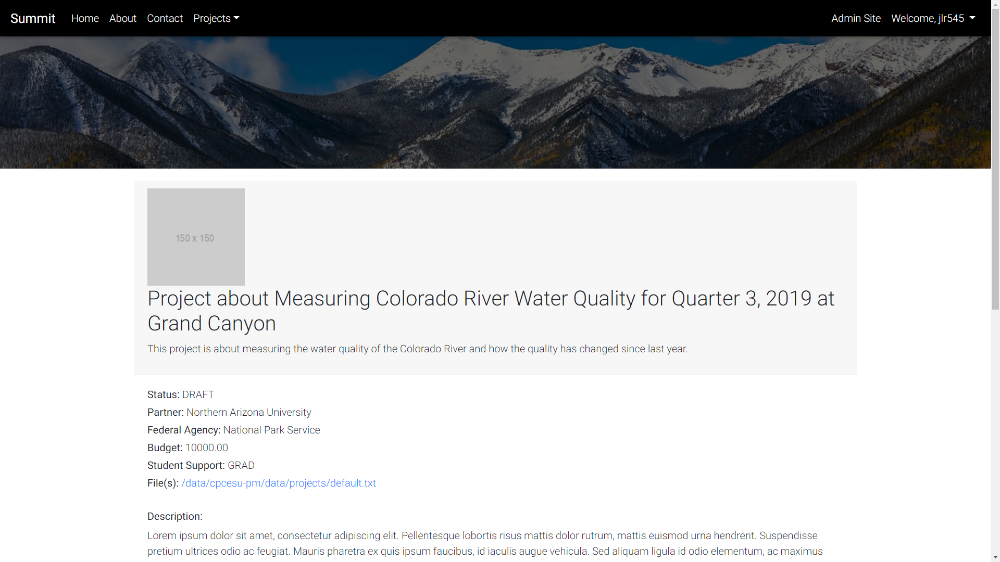 Summit Home About Contact Projects Admin Site Welcome, jlr545
150 x 150
Project about Measuring Colorado River Water Quality for Quarter 3, 2019 at
Grand Canyon
This project is about measuring the water quality of the Colorado River and how the quality has changed since last year.
Status: DRAFT
Partner: Northern Arizona University
Federal Agency: National Park Service
Budget: 10000.00
Student Support: GRAD
File(s): /data/cpcesu-pm/data/projects/default.txt
Description:
Lorem ipsum dolor sit amet, consectetur adipiscing elit. Pellentesque lobortis risus mattis dolor rutrum, mattis euismod urna hendrerit. Suspendisse
pretium ultrices odio ac feugiat. Mauris pharetra ex quis ipsum faucibus, id iaculis augue vehicula. Sed aliquam ligula id odio elementum, ac maximus